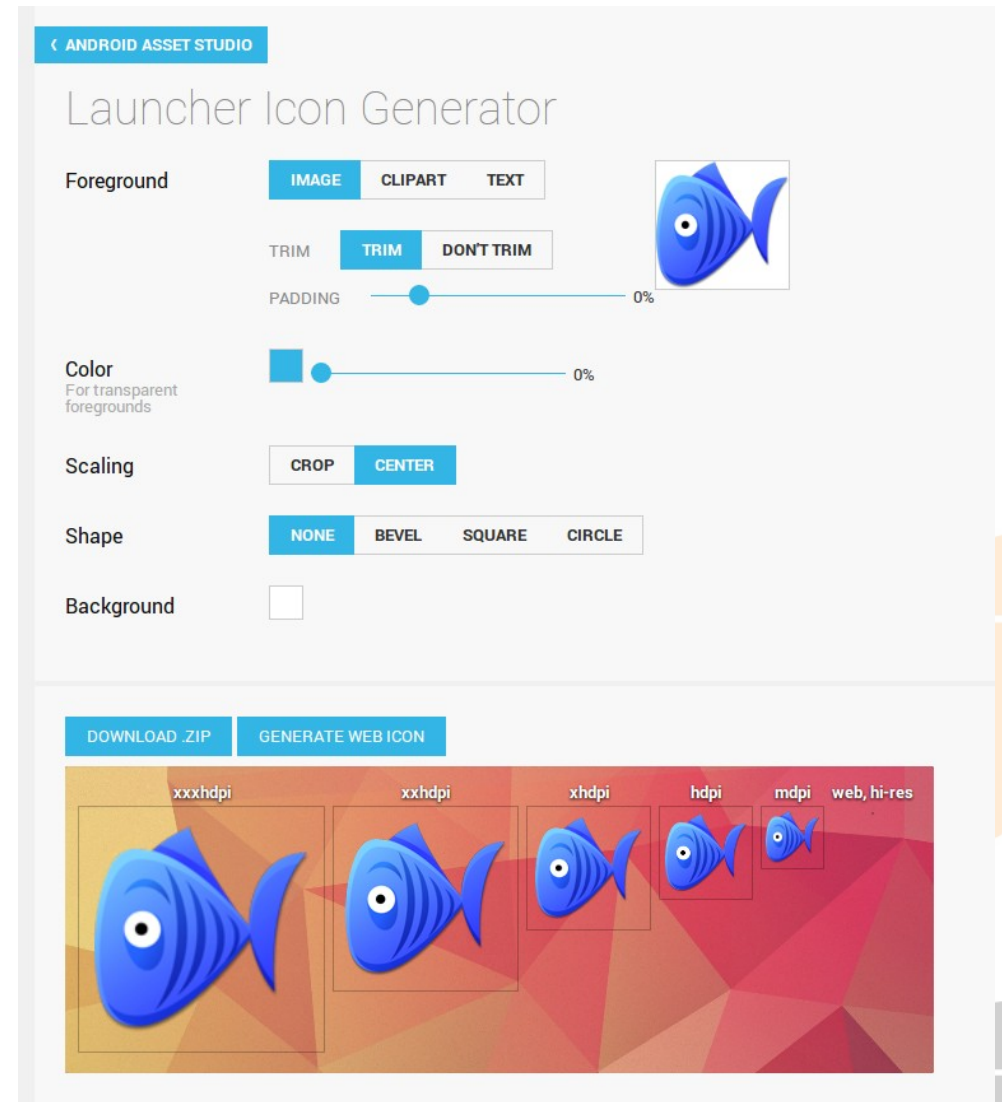 ‹ ANDROID ASSET STUDIO
Launcher Icon Generator
Foreground
IMAGE CLIPART TEXT
TRIM TRIM DON'T TRIM
PADDING 0%
Color
For transparent
foregrounds
0%
Scaling
CROP CENTER
Shape
NONE BEVEL SQUARE CIRCLE
Background
DOWNLOAD .ZIP GENERATE WEB ICON
xxxhdpi xxhdpi xhdpi hdpi mdpi web, hi-res